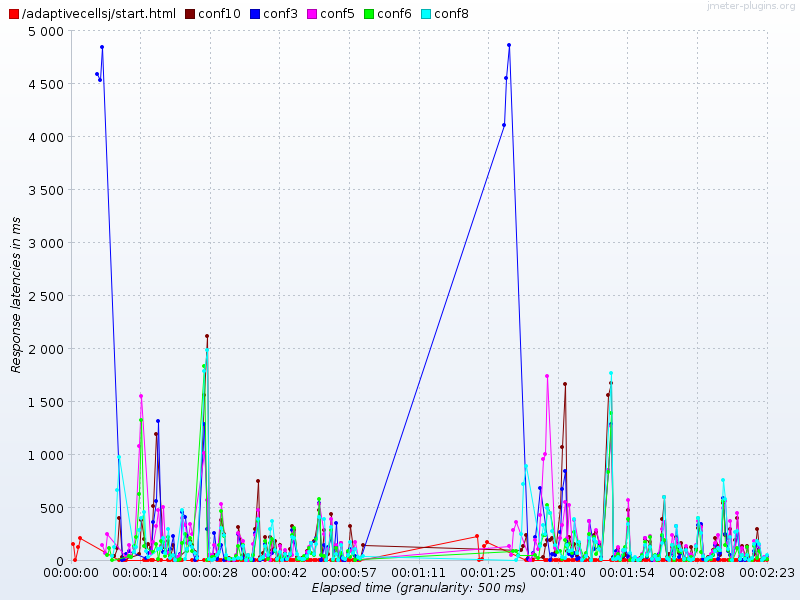 jmeter-plugins.org
/adaptivecellsj/start.html conf10 conf3 conf5 conf6 conf8
5 000
4 500
4 000
3 500
3 000
2 500
2 000
1 500
1 000
500
0
Response latencies in ms
00:00:00 00:00:14 00:00:28 00:00:42 00:00:57 00:01:11 00:01:25 00:01:40 00:01:54 00:02:08 00:02:23
Elapsed time (granularity: 500 ms)